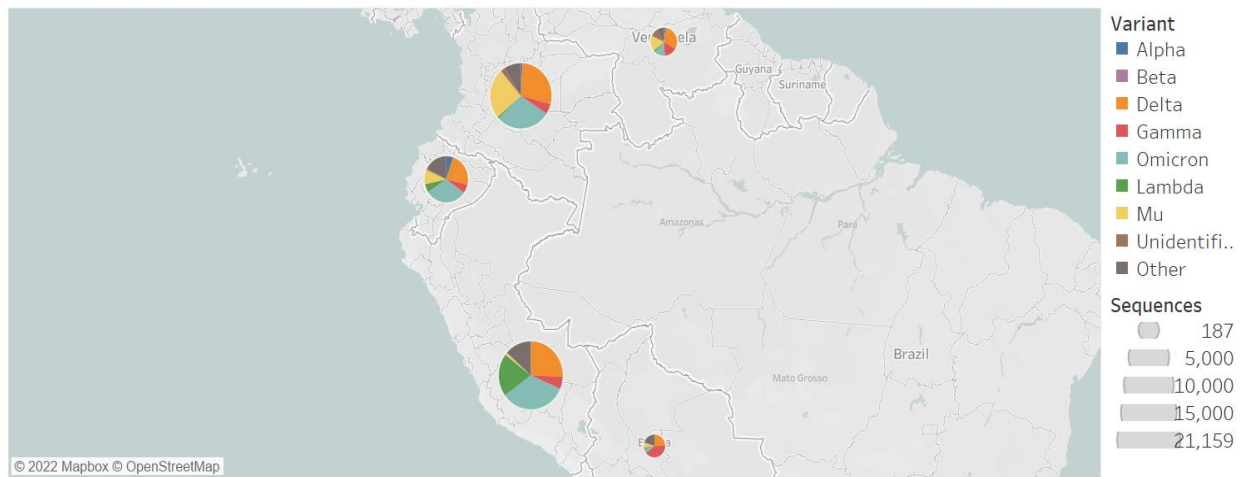 Venezuela
Guyana
Suriname
Amazonas
Pará
Brazil
Mato Grosso
© 2022 Mapbox © OpenStreetMap
Variant
Alpha
Beta
Delta
Gamma
Omicron
Lambda
Mu
Unidentifi..
Other
Sequences
187
5,000
10,000
15,000
21,159